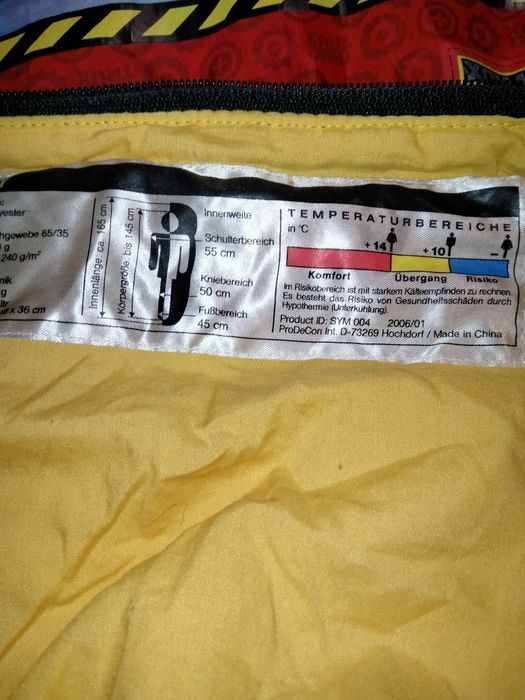 yester
hgewebe 65/35
g
240 g/m²
nik
g
ltr
x 36 cm
Innenlänge, ca. 165 cm
Körpergröße, bis 145 cm
Innenweite
Schulterbereich
55 cm
Kniebereich
50 cm
Fußbereich
45 cm
TEMPERATURBEREICHE
in °C
+14
+10
–
Komfort
Übergang
Risiko
Im Risikobereich ist mit starkem Kälteempfinden zu rechnen.
Es besteht das Risiko von Gesundheitsschäden durch
Hypothermie (Unterkühlung).
Product ID: SYM 004 2006/01
ProDeCon Int. D-73269 Hochdorf / Made in China